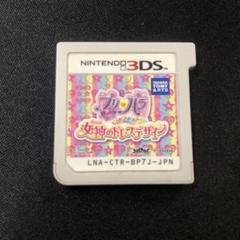 NINTENDO 3DS
TAKARA TOMY ARTS
プリパラ
女神のドレスデザイン
LNA-CTR-BP7J-JPN